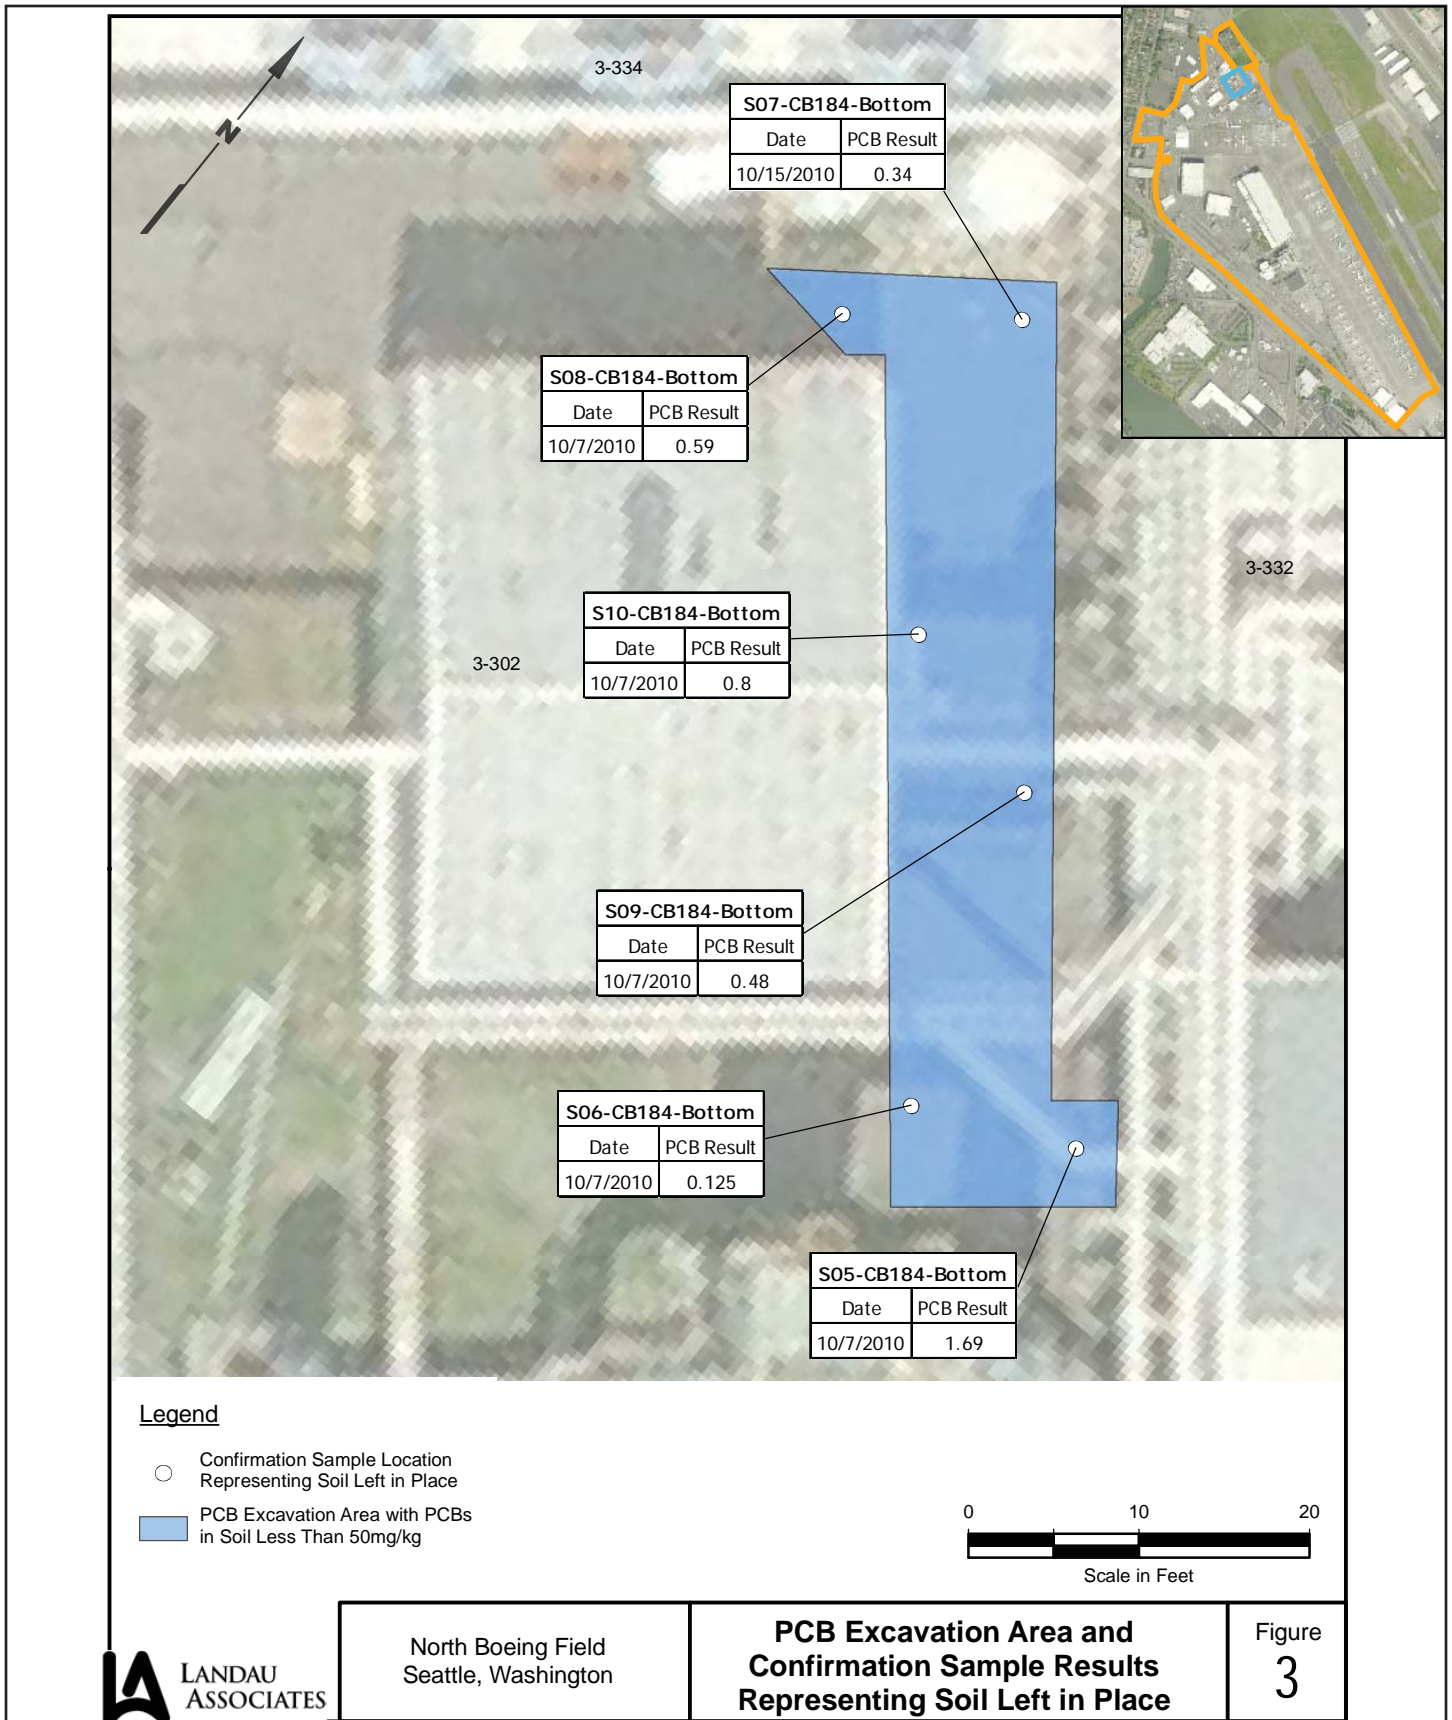 N
3-334
S07-CB184-Bottom
Date PCB Result
10/15/2010 0.34
S08-CB184-Bottom
Date PCB Result
10/7/2010 0.59
3-332
S10-CB184-Bottom
Date PCB Result
10/7/2010 0.8
3-302
S09-CB184-Bottom
Date PCB Result
10/7/2010 0.48
S06-CB184-Bottom
Date PCB Result
10/7/2010 0.125
S05-CB184-Bottom
Date PCB Result
10/7/2010 1.69
Legend
Confirmation Sample Location
Representing Soil Left in Place
PCB Excavation Area with PCBs
in Soil Less Than 50mg/kg
0 10 20
Scale in Feet
LANDAU
ASSOCIATES
North Boeing Field
Seattle, Washington
PCB Excavation Area and
Confirmation Sample Results
Representing Soil Left in Place
Figure
3